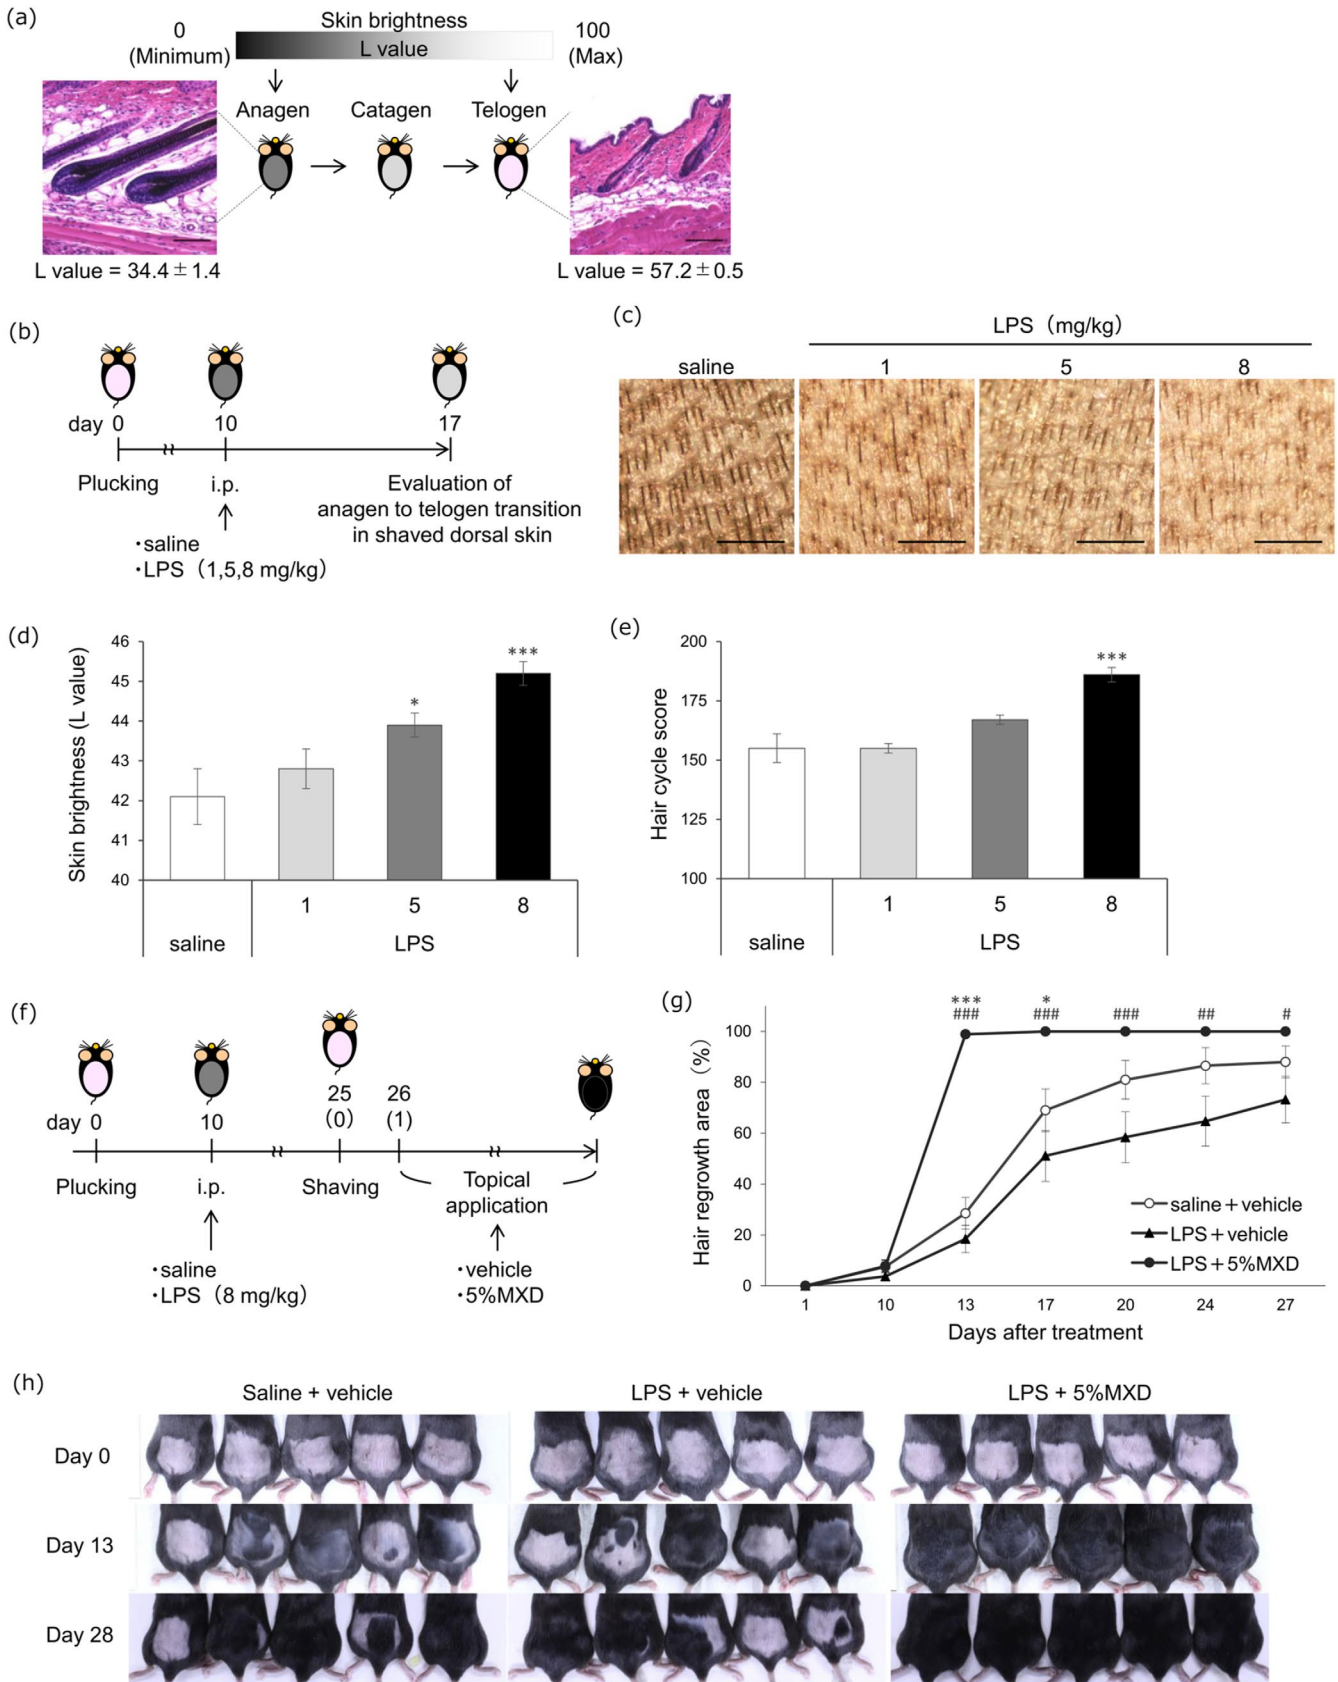 (a)
0
(Minimum)
Skin brightness
L value
100
(Max)
Anagen
Catagen
Telogen
L value = 34.4 ± 1.4
L value = 57.2 ± 0.5
(b)
day 0
10
17
Plucking
i.p.
Evaluation of
anagen to telogen transition
in shaved dorsal skin
・saline
・LPS（1,5,8 mg/kg）
(c)
LPS（mg/kg）
saline
1
5
8
(d)
Skin brightness (L value)
46
45
44
43
42
41
40
*
***
1
5
8
saline
LPS
(e)
Hair cycle score
200
175
150
125
100
***
1
5
8
saline
LPS
(f)
day 0
10
25
(0)
26
(1)
Plucking
i.p.
Shaving
Topical
application
・saline
・LPS（8 mg/kg）
・vehicle
・5%MXD
(g)
Hair regrowth area（%）
100
80
60
40
20
0
***
*
###
###
###
##
#
saline＋vehicle
LPS＋vehicle
LPS＋5%MXD
1
10
13
17
20
24
27
Days after treatment
(h)
Saline + vehicle
LPS + vehicle
LPS + 5%MXD
Day 0
Day 13
Day 28